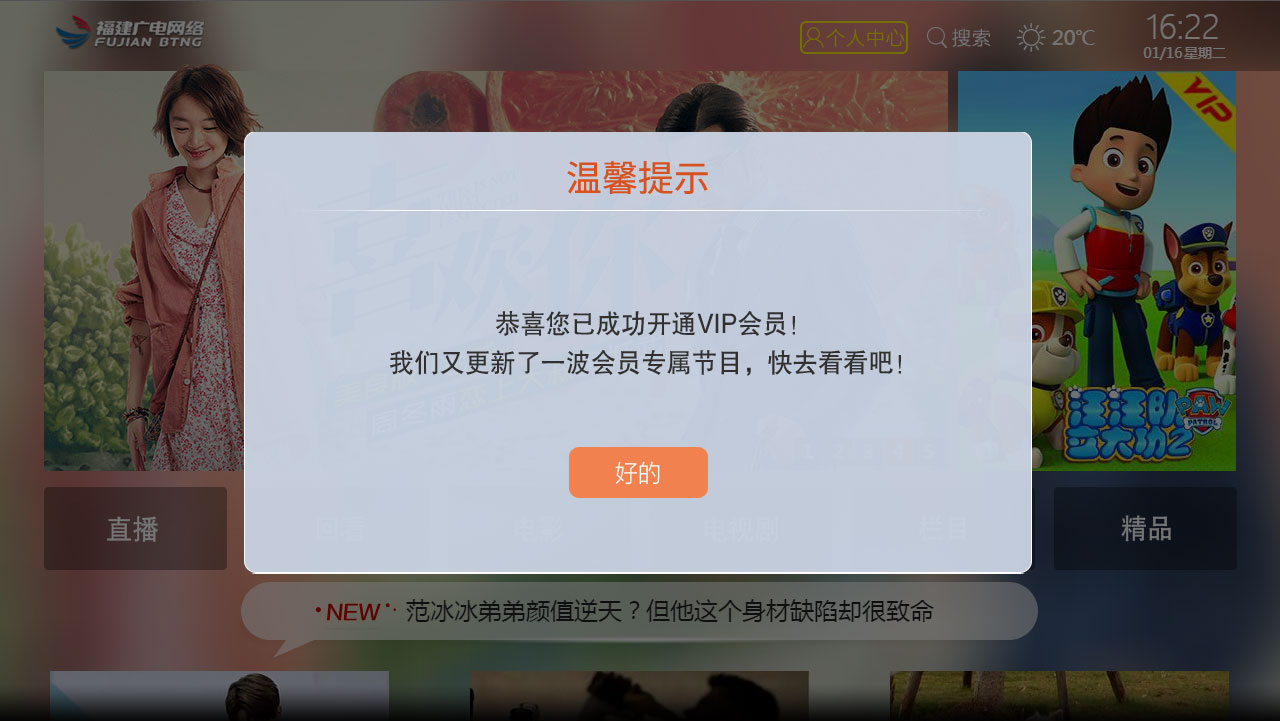 福建广电网络
FUJIAN BTNG
个人中心
搜索
20℃
16:22
01/16 星期二
VIP
温馨提示
恭喜您已成功开通VIP会员！
我们又更新了一波会员专属节目，快去看看吧！
好的
1 2 3 4 5
汪汪队
立大功2
PAW
PATROL
直播
回看
电影
电视剧
栏目
精品
NEW
范冰冰弟弟颜值逆天？但他这个身材缺陷却很致命